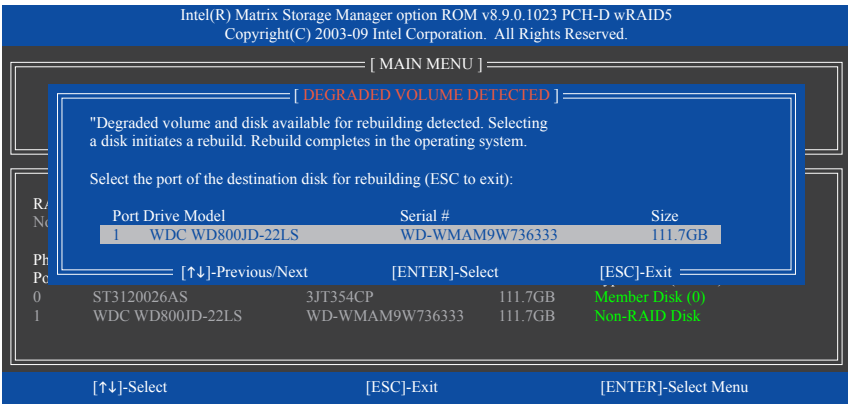 Intel(R) Matrix Storage Manager option ROM v8.9.0.1023 PCH-D wRAID5
Copyright(C) 2003-09 Intel Corporation. All Rights Reserved.
[ MAIN MENU ]
[ DEGRADED VOLUME DETECTED ]
"Degraded volume and disk available for rebuilding detected. Selecting
a disk initiates a rebuild. Rebuild completes in the operating system.
Select the port of the destination disk for rebuilding (ESC to exit):
Port Drive Model Serial # Size
1 WDC WD800JD-22LS WD-WMAM9W736333 111.7GB
[↑↓]-Previous/Next [ENTER]-Select [ESC]-Exit
0 ST3120026AS 3JT354CP 111.7GB Member Disk (0)
1 WDC WD800JD-22LS WD-WMAM9W736333 111.7GB Non-RAID Disk
[↑↓]-Select [ESC]-Exit [ENTER]-Select Menu